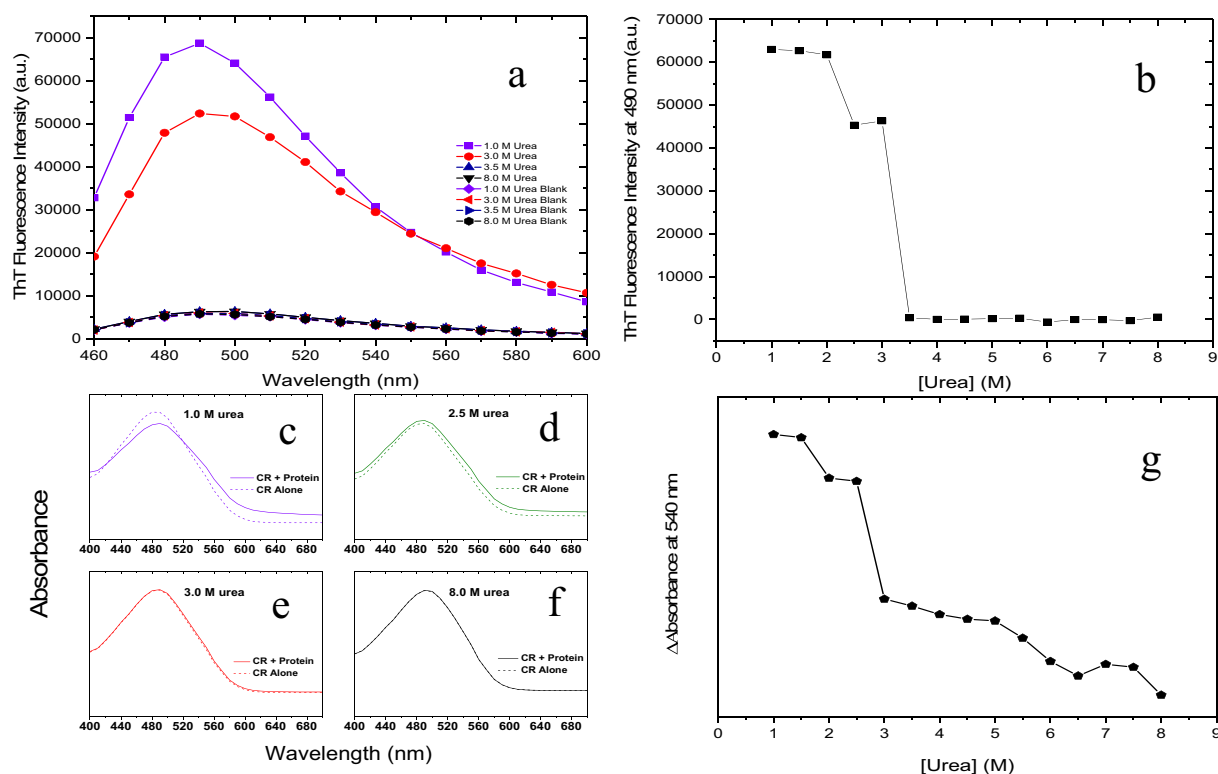 70000
60000
50000
40000
30000
20000
10000
0
ThT Fluorescence Intensity (a.u.)
a
1.0 M Urea
3.0 M Urea
3.5 M Urea
8.0 M Urea
1.0 M Urea Blank
3.0 M Urea Blank
3.5 M Urea Blank
8.0 M Urea Blank
460 480 500 520 540 560 580 600
Wavelength (nm)
70000
60000
50000
40000
30000
20000
10000
0
ThT Fluorescence Intensity at 490 nm (a.u.)
b
0 1 2 3 4 5 6 7 8 9
[Urea] (M)
Absorbance
1.0 M urea
c
CR + Protein
CR Alone
400 440 480 520 560 600 640 680
2.5 M urea
d
CR + Protein
CR Alone
400 440 480 520 560 600 640 680
3.0 M urea
e
CR + Protein
CR Alone
400 440 480 520 560 600 640 680
8.0 M urea
f
CR + Protein
CR Alone
400 440 480 520 560 600 640 680
Wavelength (nm)
ΔAbsorbance at 540 nm
g
0 1 2 3 4 5 6 7 8 9
[Urea] (M)